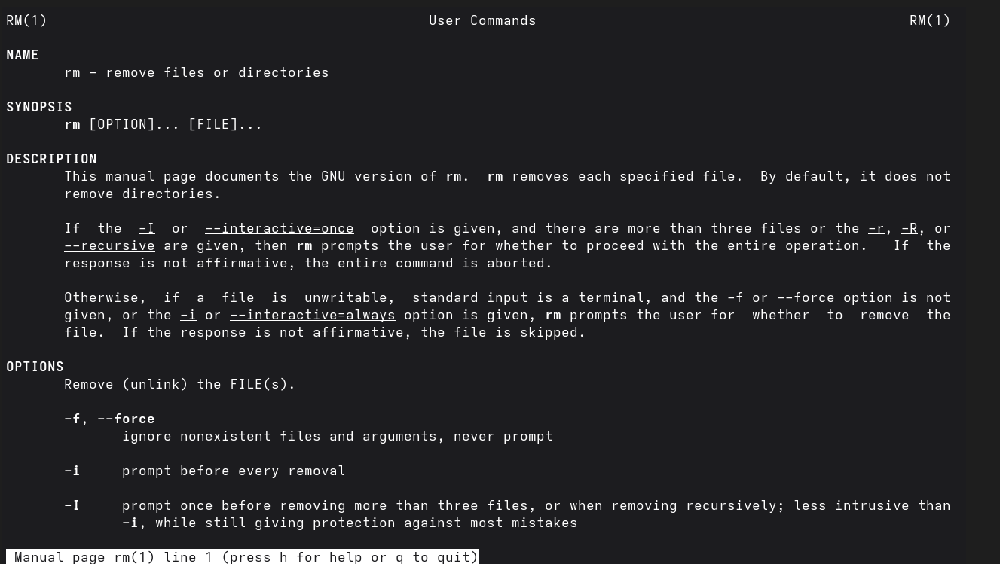 RM(1) User Commands RM(1)
NAME
rm - remove files or directories
SYNOPSIS
rm [OPTION]... [FILE]...
DESCRIPTION
This manual page documents the GNU version of rm.  rm removes each specified file.  By default, it does not
remove directories.
If  the  -I  or  --interactive=once  option is given, and there are more than three files or the -r, -R, or
--recursive are given, then rm prompts the user for whether to proceed with the entire operation.   If  the
response is not affirmative, the entire command is aborted.
Otherwise,  if  a  file  is  unwritable,  standard input is a terminal, and the -f or --force option is not
given, or the -i or --interactive=always option is given, rm prompts the user for  whether  to  remove  the
file.  If the response is not affirmative, the file is skipped.
OPTIONS
Remove (unlink) the FILE(s).
-f, --force
ignore nonexistent files and arguments, never prompt
-i     prompt before every removal
-I     prompt once before removing more than three files, or when removing recursively; less intrusive than
-i, while still giving protection against most mistakes
Manual page rm(1) line 1 (press h for help or q to quit)